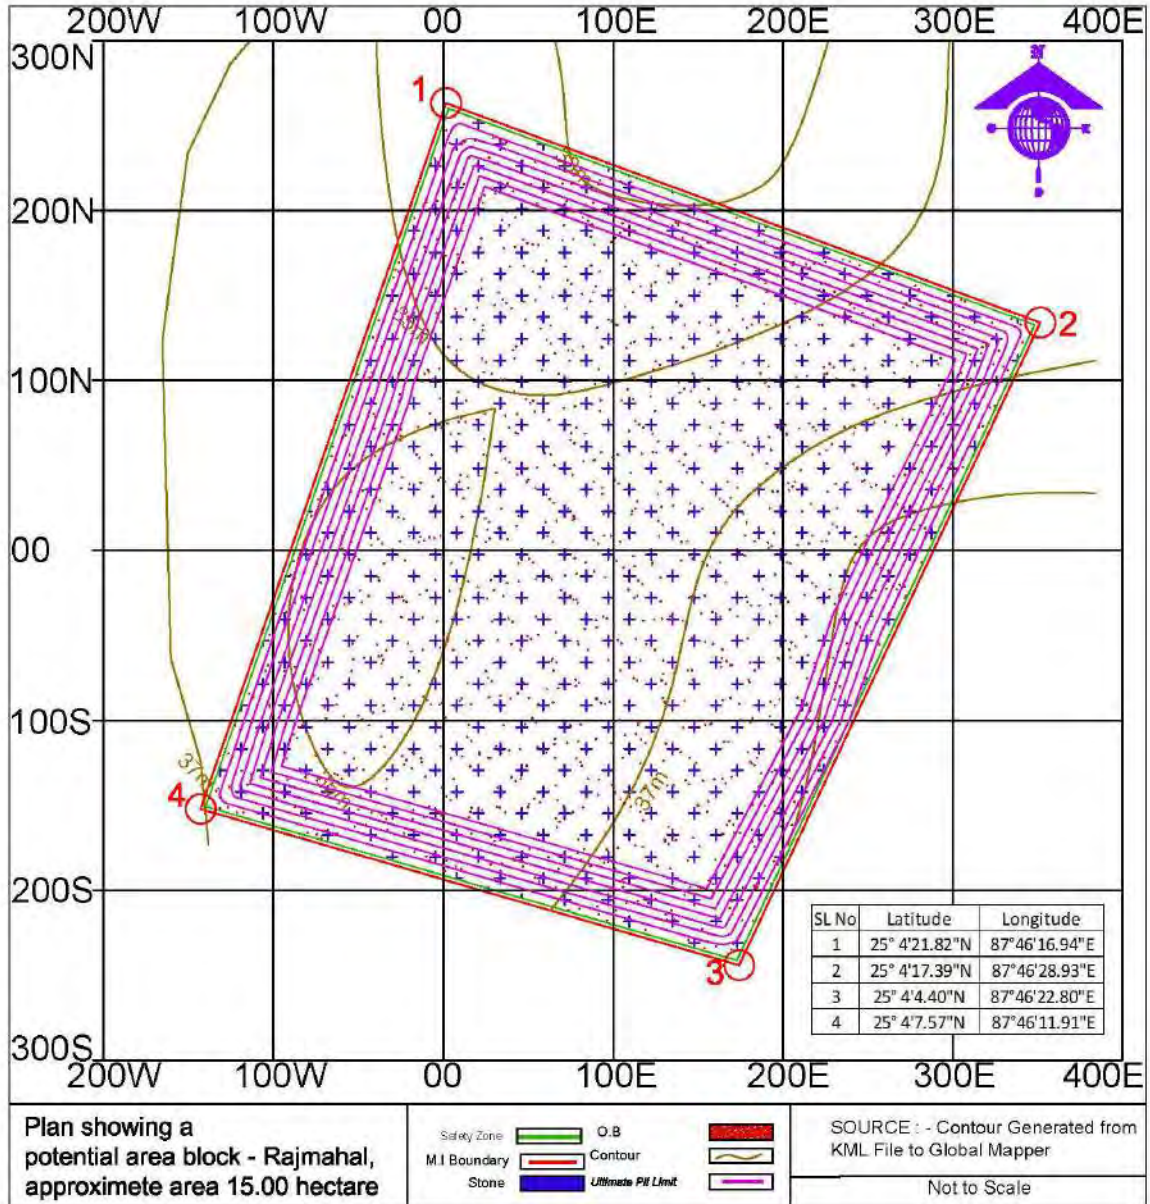 200W 100W 00 100E 200E 300E 400E
300N
1
38m
N
200N
35m
2
100N
00
100S
37m
4
37m
200S
3
SL No Latitude Longitude
1 25° 4'21.82"N 87°46'16.94"E
2 25° 4'17.39"N 87°46'28.93"E
3 25° 4'4.40"N 87°46'22.80"E
4 25° 4'7.57"N 87°46'11.91"E
300S
200W 100W 00 100E 200E 300E 400E
Plan showing a
potential area block - Rajmahal,
approximete area 15.00 hectare
Safety Zone O.B
M.I Boundary Contour
Stone Ultimate Pit Limit
SOURCE : - Contour Generated from
KML File to Global Mapper
Not to Scale